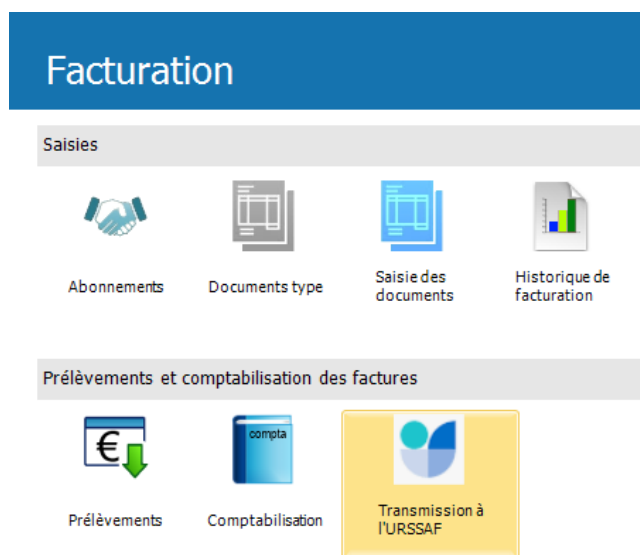 Facturation
Saisies
Abonnements
Documents type
Saisie des
documents
Historique de
facturation
Prélèvements et comptabilisation des factures
€
compta
Prélèvements
Comptabilisation
Transmission à
l'URSSAF